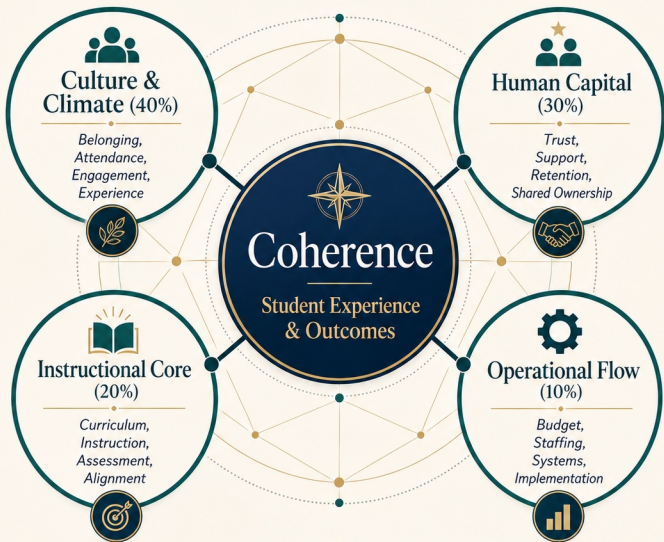 Culture &
Climate (40%)
Belonging,
Attendance,
Engagement,
Experience
Human Capital
(30%)
Trust,
Support,
Retention,
Shared Ownership
Coherence
Student Experience
& Outcomes
Instructional Core
(20%)
Curriculum,
Instruction,
Assessment,
Alignment
Operational Flow
(10%)
Budget,
Staffing,
Systems,
Implementation